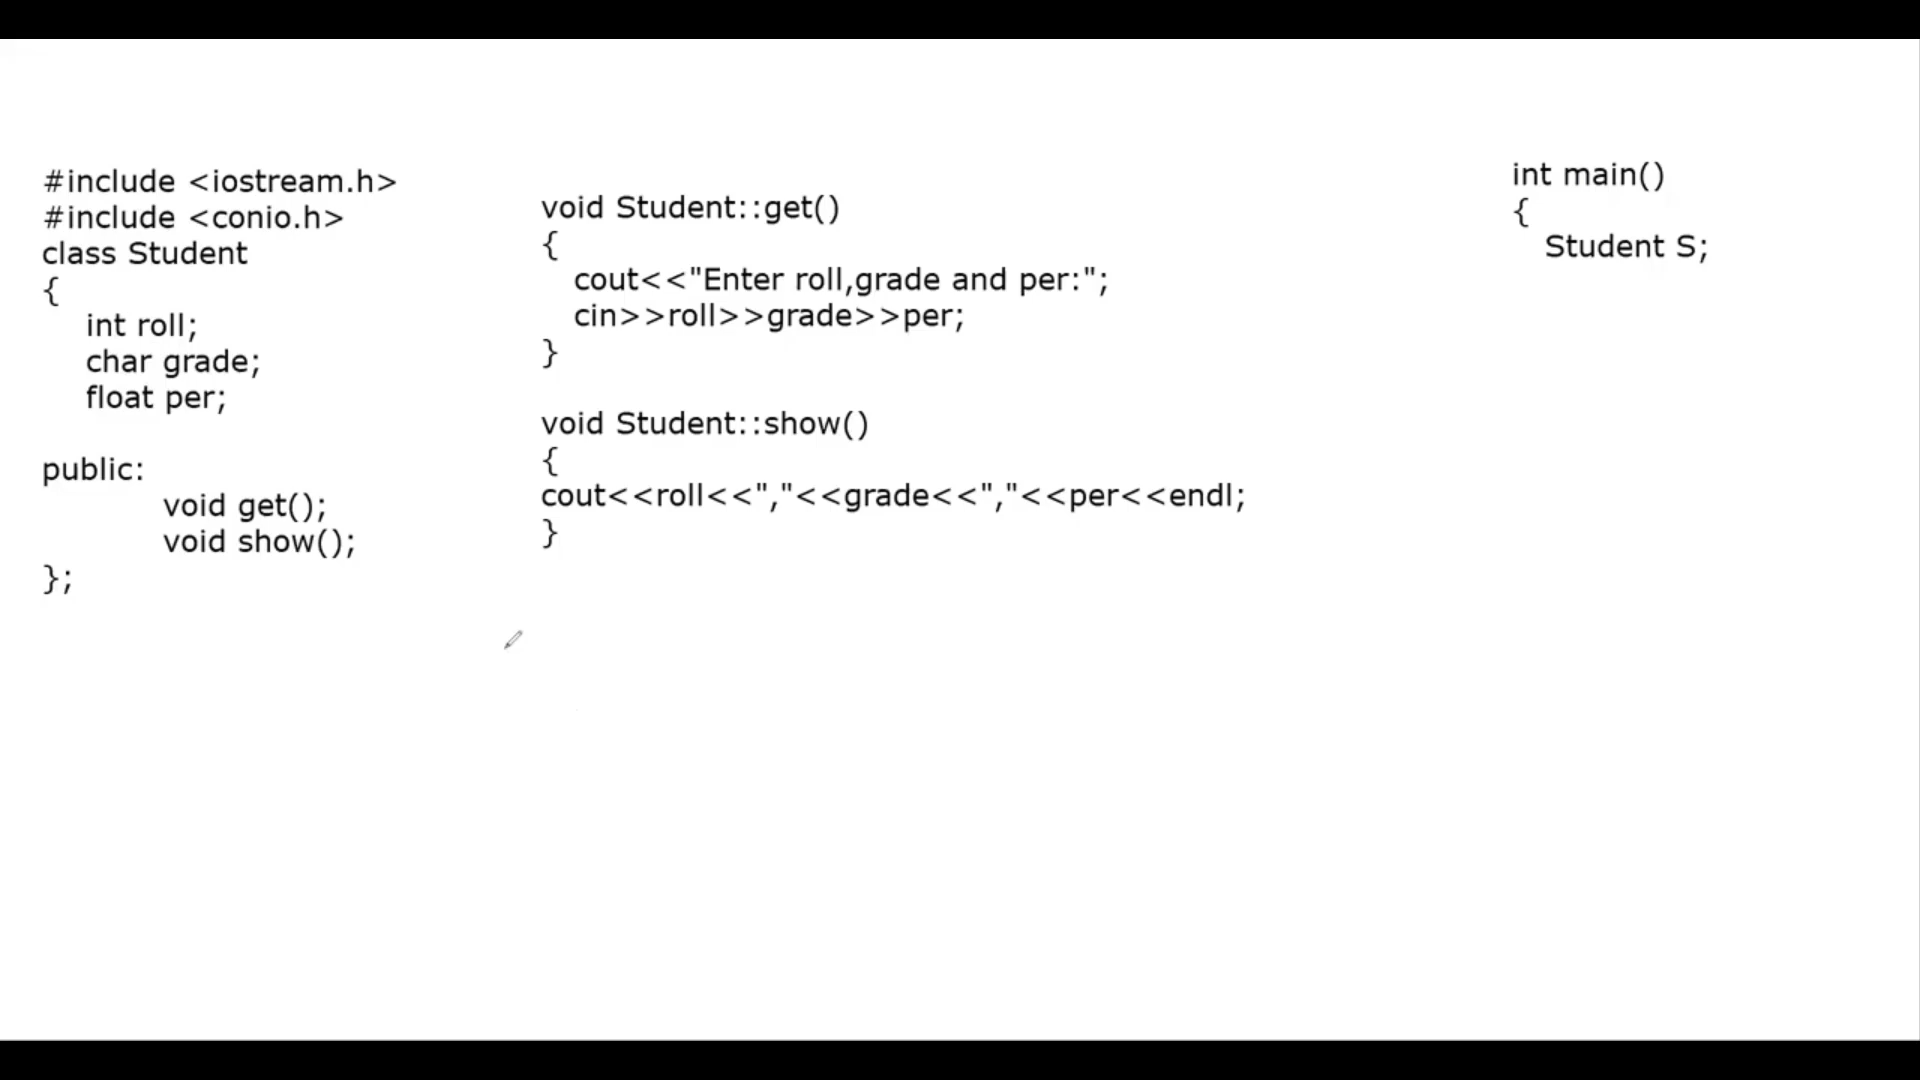 #include <iostream.h>
#include <conio.h>
class Student
{
int roll;
char grade;
float per;
public:
void get();
void show();
};
void Student::get()
{
cout<<"Enter roll,grade and per:";
cin>>roll>>grade>>per;
}
void Student::show()
{
cout<<roll<<","<<grade<<","<<per<<endl;
}
int main()
{
Student S;